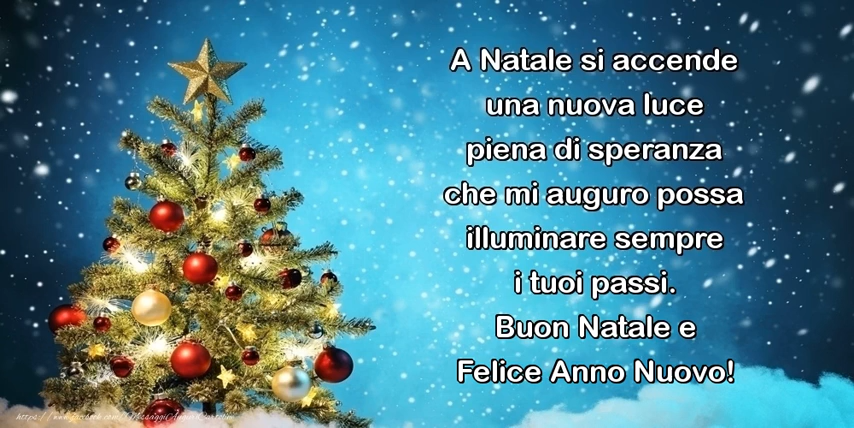 A Natale si accende
una nuova luce
piena di speranza
che mi auguro possa
illuminare sempre
i tuoi passi.
Buon Natale e
Felice Anno Nuovo!